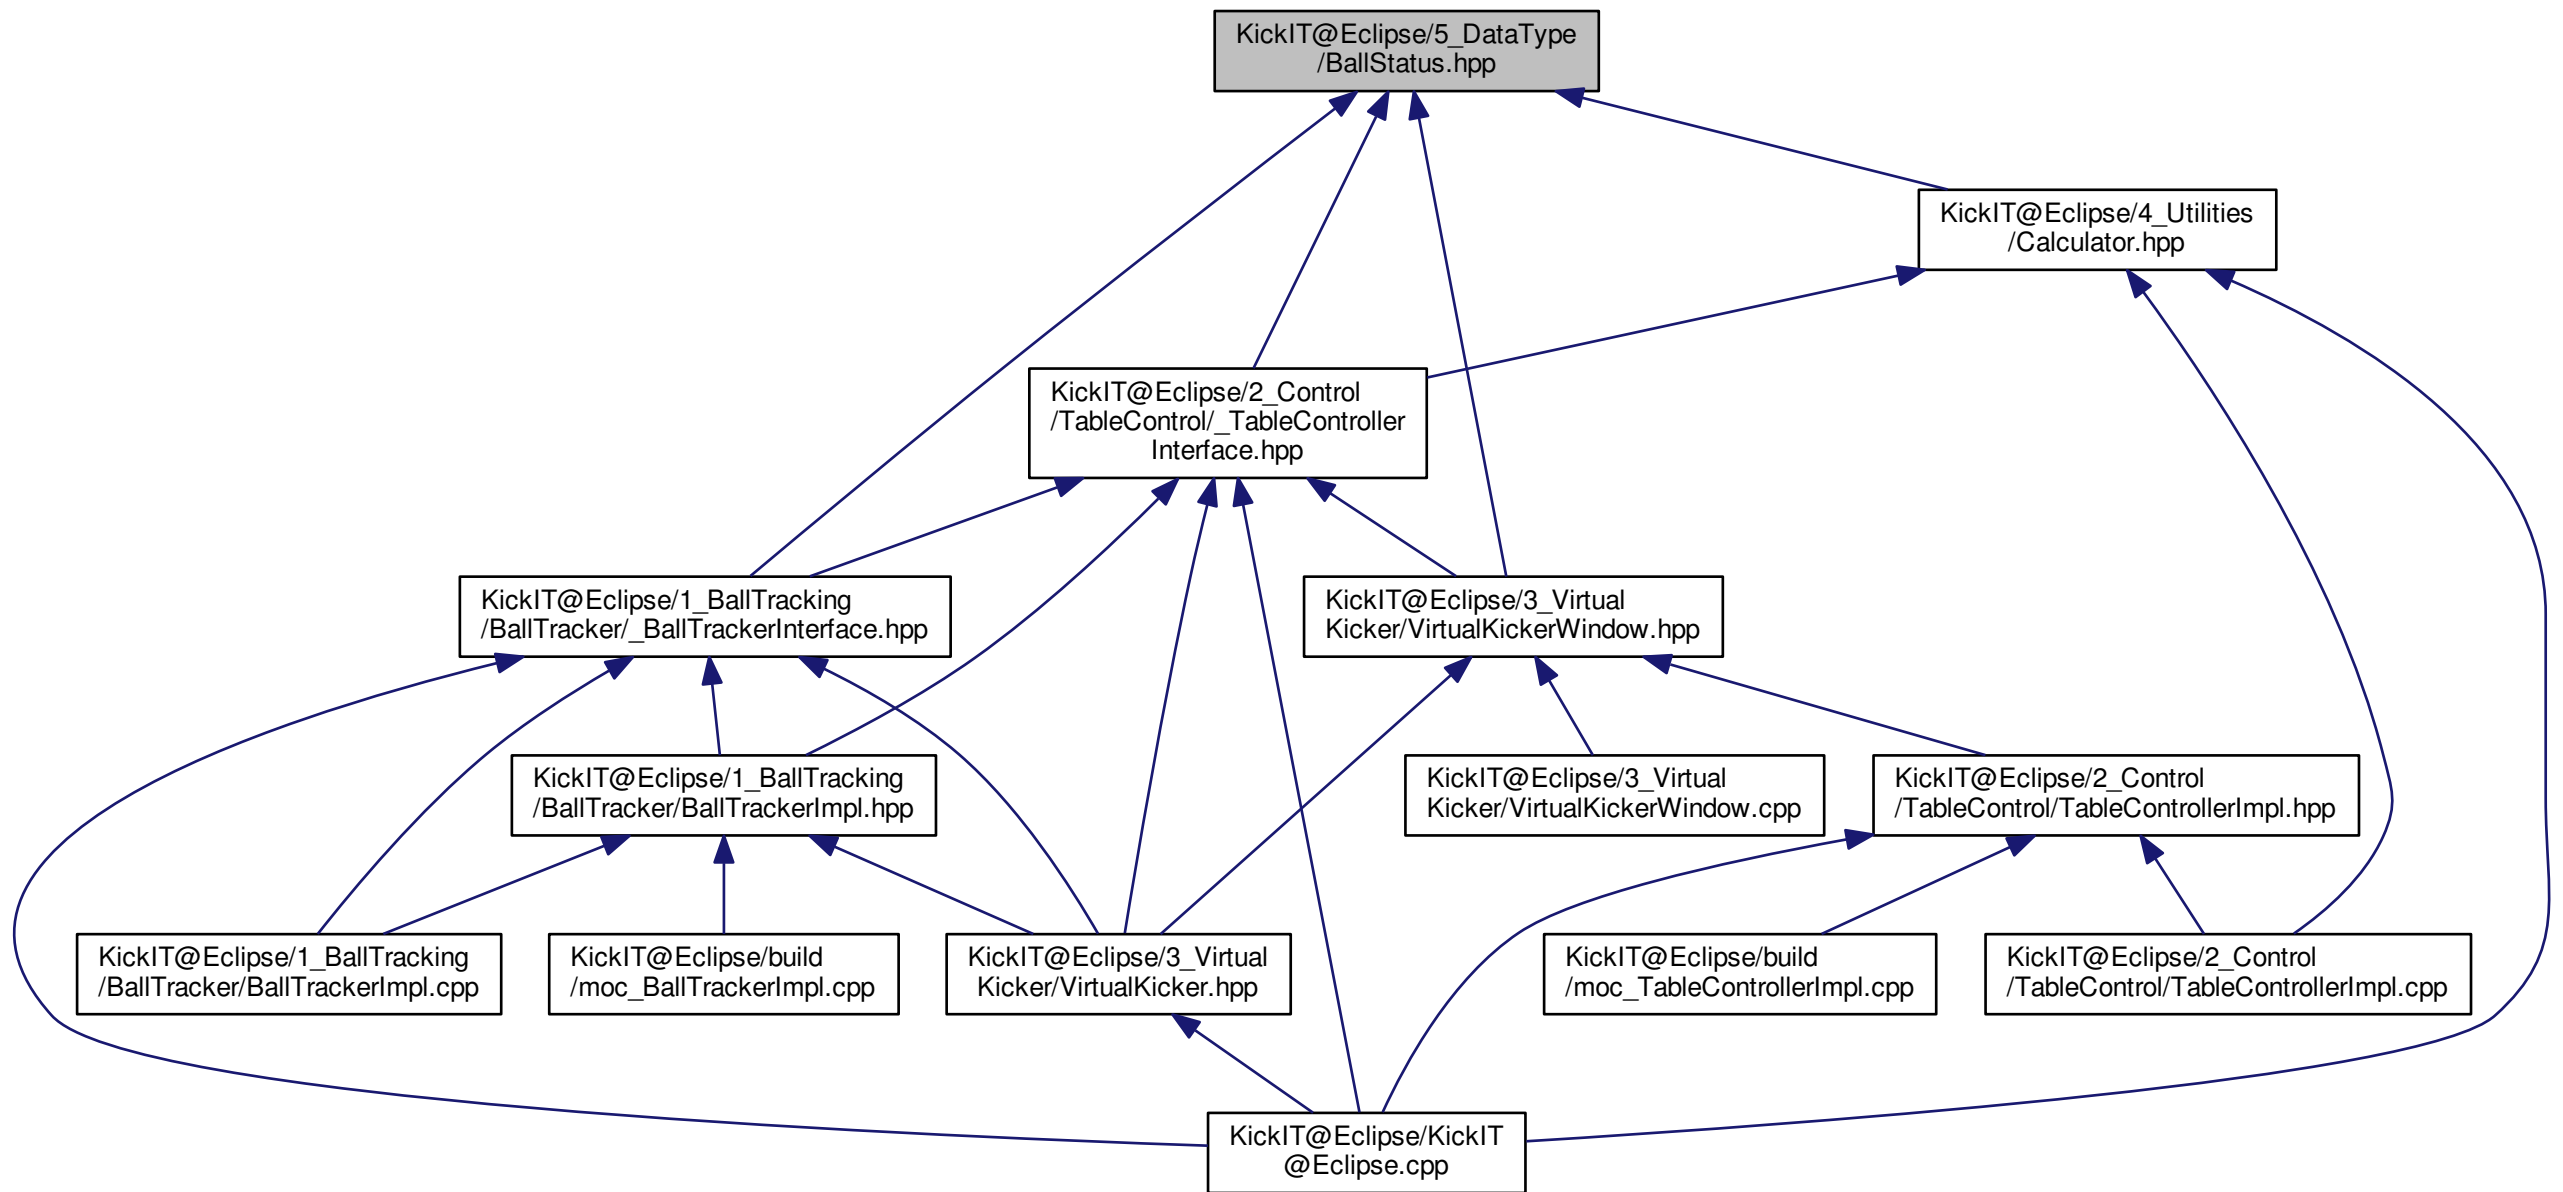 KickIT@Eclipse/5_DataType
/BallStatus.hpp
KickIT@Eclipse/4_Utilities
/Calculator.hpp
KickIT@Eclipse/2_Control
/TableControl/_TableController
Interface.hpp
KickIT@Eclipse/1_BallTracking
/BallTracker/_BallTrackerInterface.hpp
KickIT@Eclipse/3_Virtual
Kicker/VirtualKickerWindow.hpp
KickIT@Eclipse/1_BallTracking
/BallTracker/BallTrackerImpl.hpp
KickIT@Eclipse/3_Virtual
Kicker/VirtualKickerWindow.cpp
KickIT@Eclipse/2_Control
/TableControl/TableControllerImpl.hpp
KickIT@Eclipse/1_BallTracking
/BallTracker/BallTrackerImpl.cpp
KickIT@Eclipse/build
/moc_BallTrackerImpl.cpp
KickIT@Eclipse/3_Virtual
Kicker/VirtualKicker.hpp
KickIT@Eclipse/build
/moc_TableControllerImpl.cpp
KickIT@Eclipse/2_Control
/TableControl/TableControllerImpl.cpp
KickIT@Eclipse/KickIT
@Eclipse.cpp